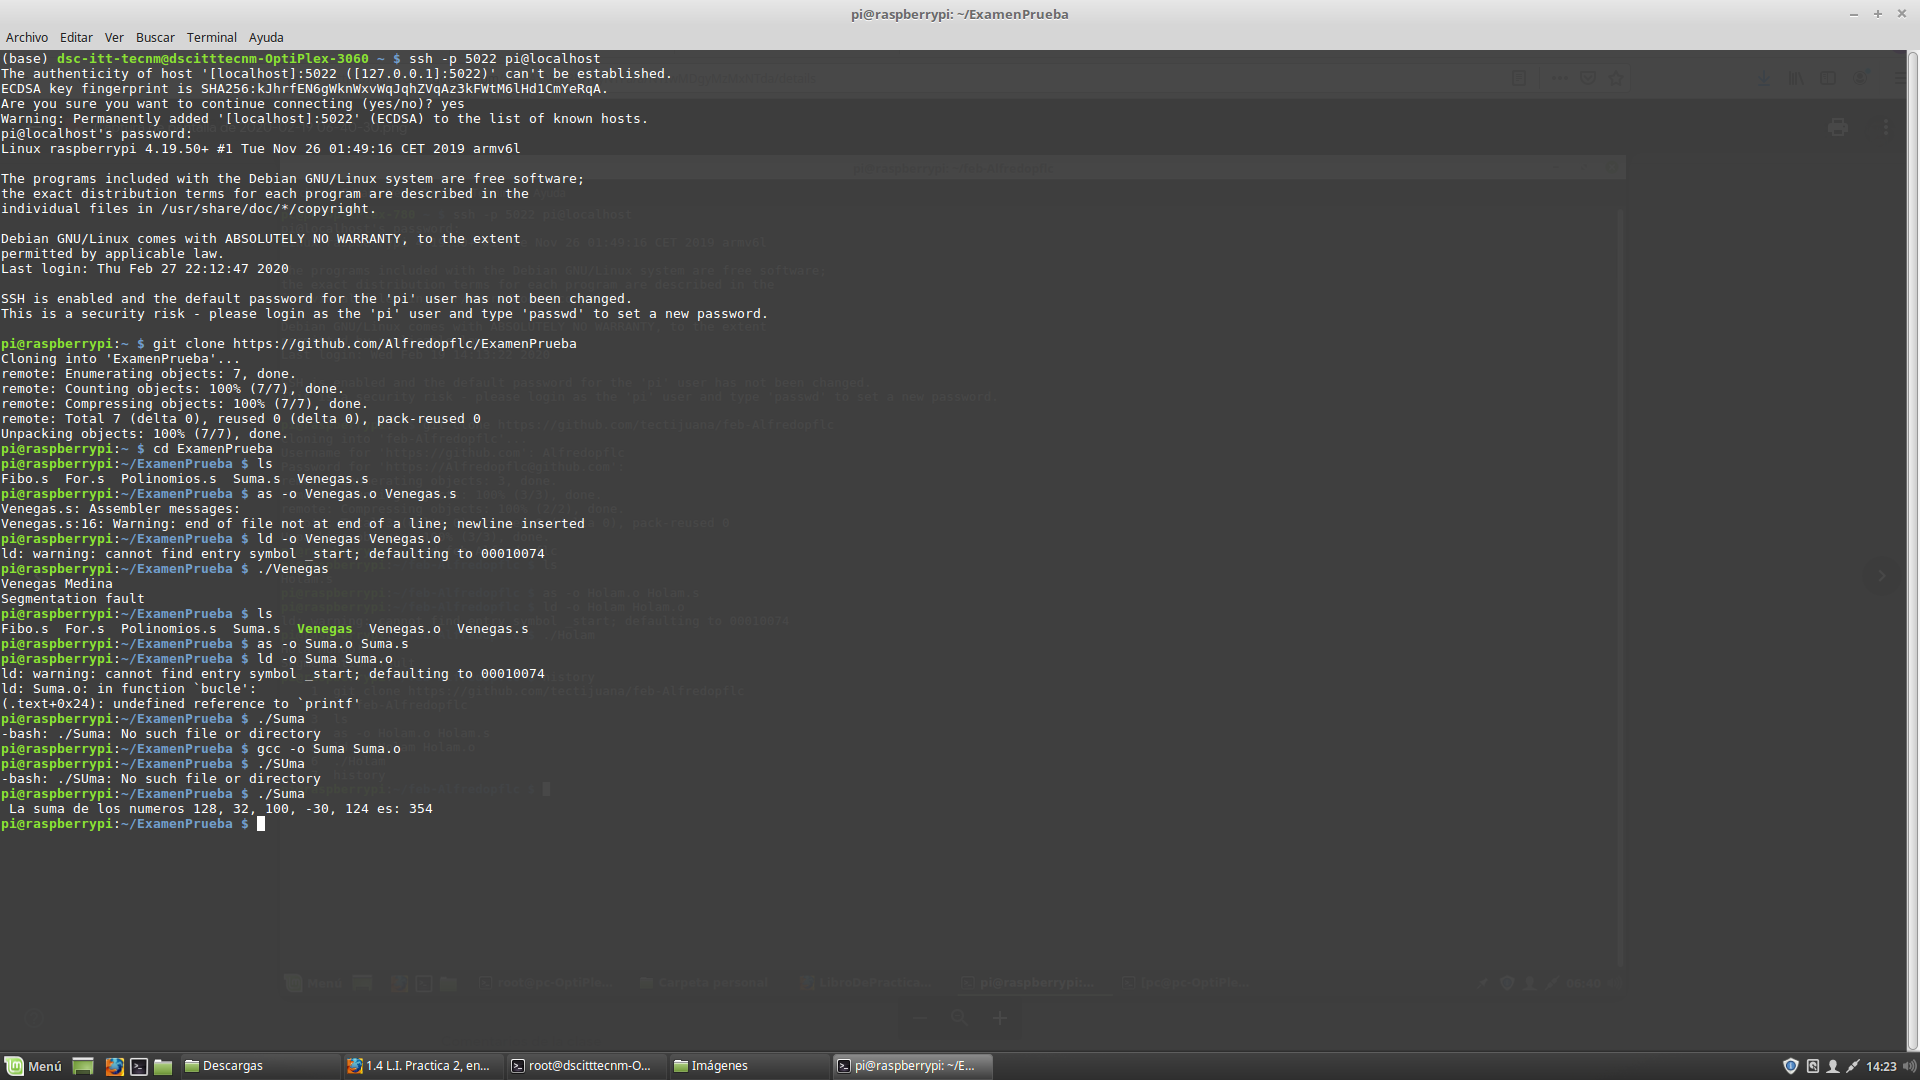 pi@raspberrypi: ~/ExamenPrueba
Archivo Editar Ver Buscar Terminal Ayuda
(base) dsc-itt-tecnm@dscitttecnm-OptiPlex-3060 ~ $ ssh -p 5022 pi@localhost
The authenticity of host '[localhost]:5022 ([127.0.0.1]:5022)' can't be established.
ECDSA key fingerprint is SHA256:kJhrfEN6gWknWxvWqJqhZVqAz3kFWtM6lHd1CmYeRqA.
Are you sure you want to continue connecting (yes/no)? yes
Warning: Permanently added '[localhost]:5022' (ECDSA) to the list of known hosts.
pi@localhost's password:
Linux raspberrypi 4.19.50+ #1 Tue Nov 26 01:49:16 CET 2019 armv6l
The programs included with the Debian GNU/Linux system are free software;
the exact distribution terms for each program are described in the
individual files in /usr/share/doc/*/copyright.
Debian GNU/Linux comes with ABSOLUTELY NO WARRANTY, to the extent
permitted by applicable law.
Last login: Thu Feb 27 22:12:47 2020
SSH is enabled and the default password for the 'pi' user has not been changed.
This is a security risk - please login as the 'pi' user and type 'passwd' to set a new password.
pi@raspberrypi:~ $ git clone https://github.com/Alfredopflc/ExamenPrueba
Cloning into 'ExamenPrueba'...
remote: Enumerating objects: 7, done.
remote: Counting objects: 100% (7/7), done.
remote: Compressing objects: 100% (7/7), done.
remote: Total 7 (delta 0), reused 0 (delta 0), pack-reused 0
Unpacking objects: 100% (7/7), done.
pi@raspberrypi:~ $ cd ExamenPrueba
pi@raspberrypi:~/ExamenPrueba $ ls
Fibo.s For.s Polinomios.s Suma.s Venegas.s
pi@raspberrypi:~/ExamenPrueba $ as -o Venegas.o Venegas.s
Venegas.s: Assembler messages:
Venegas.s:16: Warning: end of file not at end of a line; newline inserted
pi@raspberrypi:~/ExamenPrueba $ ld -o Venegas Venegas.o
ld: warning: cannot find entry symbol _start; defaulting to 00010074
pi@raspberrypi:~/ExamenPrueba $ ./Venegas
Venegas Medina
Segmentation fault
pi@raspberrypi:~/ExamenPrueba $ ls
Fibo.s For.s Polinomios.s Suma.s Venegas Venegas.o Venegas.s
pi@raspberrypi:~/ExamenPrueba $ as -o Suma.o Suma.s
pi@raspberrypi:~/ExamenPrueba $ ld -o Suma Suma.o
ld: warning: cannot find entry symbol _start; defaulting to 00010074
ld: Suma.o: in function `bucle':
(.text+0x24): undefined reference to `printf'
pi@raspberrypi:~/ExamenPrueba $ ./Suma
-bash: ./Suma: No such file or directory
pi@raspberrypi:~/ExamenPrueba $ gcc -o Suma Suma.o
pi@raspberrypi:~/ExamenPrueba $ ./SUma
-bash: ./SUma: No such file or directory
pi@raspberrypi:~/ExamenPrueba $ ./Suma
La suma de los numeros 128, 32, 100, -30, 124 es: 354
pi@raspberrypi:~/ExamenPrueba $
Menú Descargas 1.4 L.I. Practica 2, en... root@dscitttecnm-O... Imágenes pi@raspberrypi: ~/E... 14:23